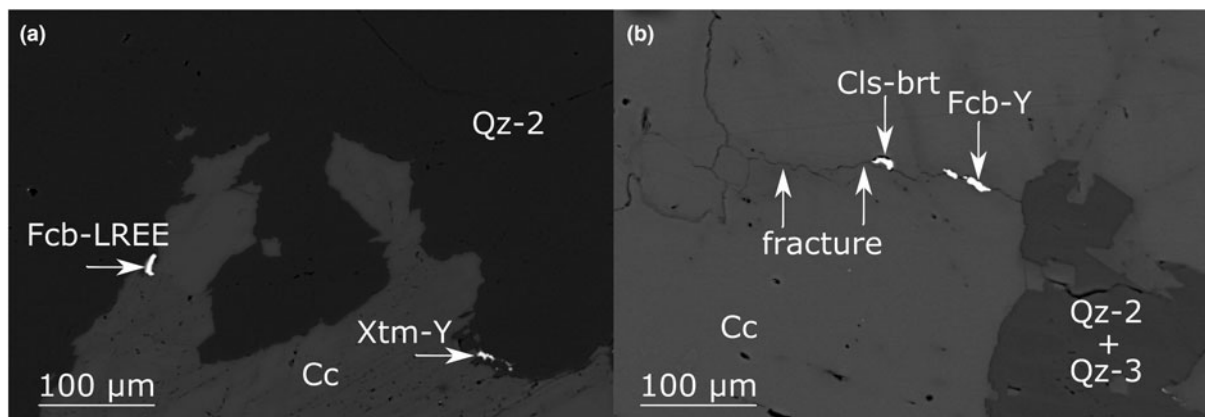 (a)
Qz-2
Fcb-LREE
Xtm-Y
Cc
100 µm
(b)
Cls-brt
Fcb-Y
fracture
Cc
Qz-2
+
Qz-3
100 µm